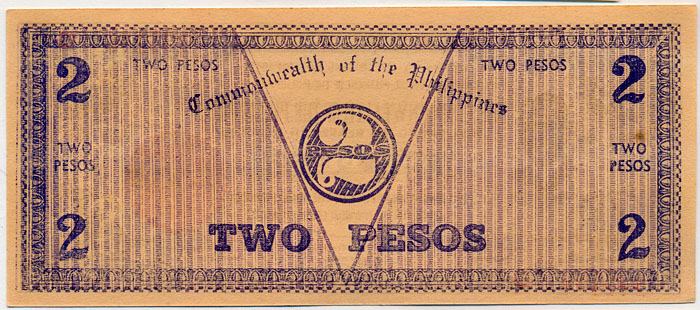 2 TWO PESOS TWO PESOS 2
Commonwealth of the Philippines
TWO PESOS
2
PESOS
TWO PESOS
2 TWO PESOS 2